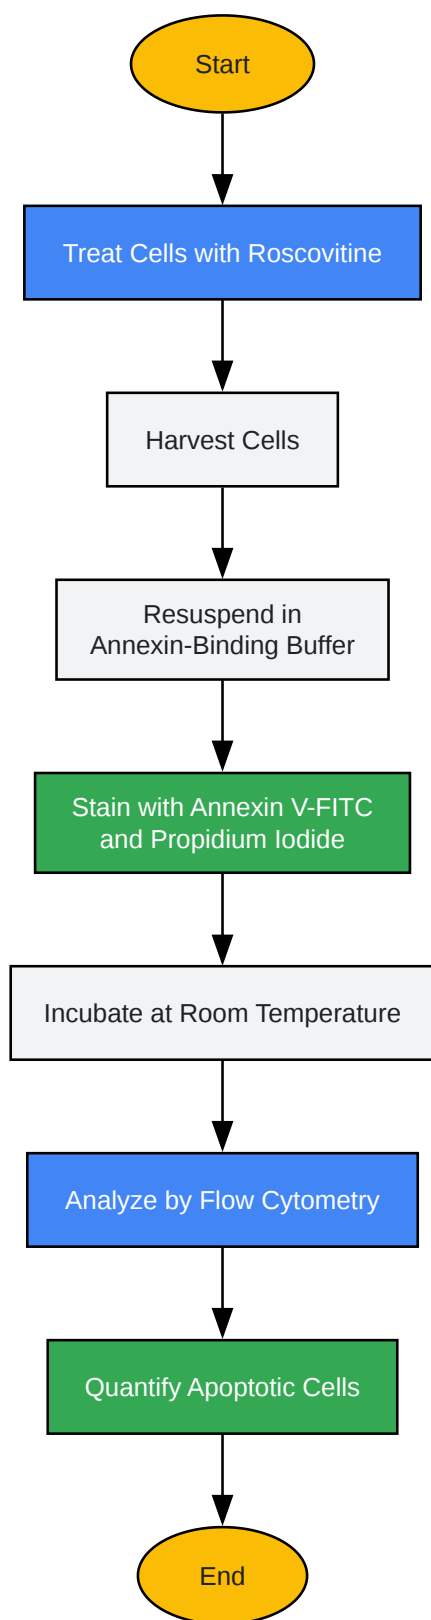 Start
Treat Cells with Roscovitine
Harvest Cells
Resuspend in
Annexin-Binding Buffer
Stain with Annexin V-FITC
and Propidium Iodide
Incubate at Room Temperature
Analyze by Flow Cytometry
Quantify Apoptotic Cells
End